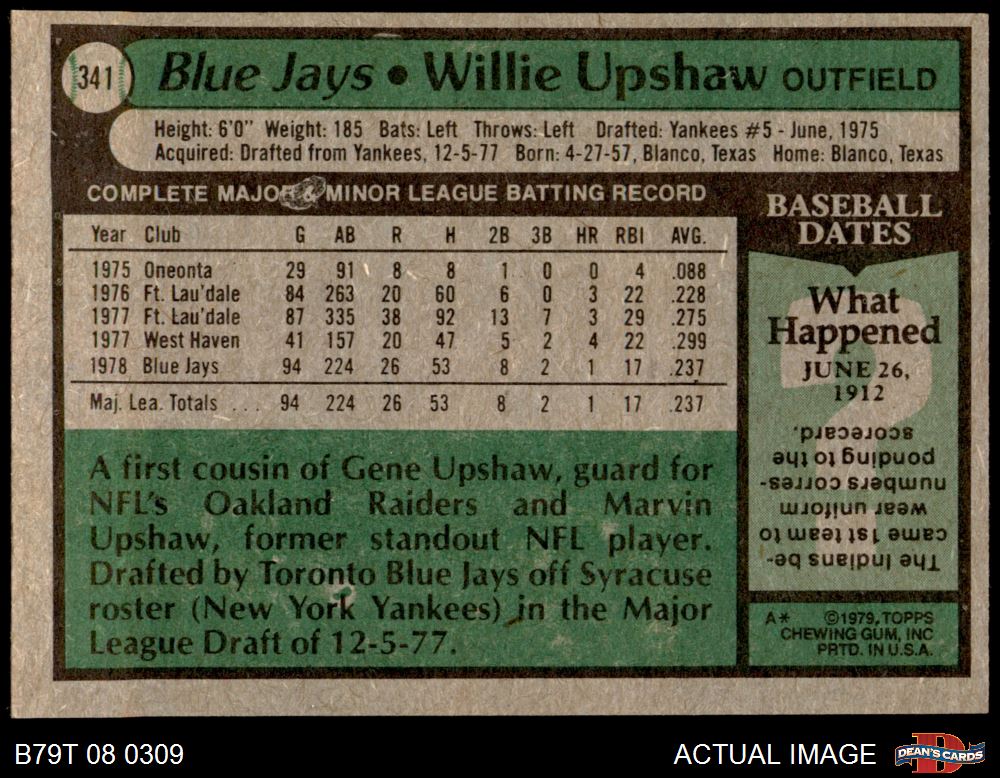 341
Blue Jays • Willie Upshaw OUTFIELD
Height: 6'0" Weight: 185 Bats: Left Throws: Left Drafted: Yankees #5 - June, 1975
Acquired: Drafted from Yankees, 12-5-77 Born: 4-27-57, Blanco, Texas Home: Blanco, Texas
COMPLETE MAJOR & MINOR LEAGUE BATTING RECORD
Year Club G AB R H 2B 3B HR RBI AVG.
1975 Oneonta 29 91 8 8 1 0 0 4 .088
1976 Ft. Lau'dale 84 263 20 60 6 0 3 22 .228
1977 Ft. Lau'dale 87 335 38 92 13 7 3 29 .275
1977 West Haven 41 157 20 47 5 2 4 22 .299
1978 Blue Jays 94 224 26 53 8 2 1 17 .237
Maj. Lea. Totals ... 94 224 26 53 8 2 1 17 .237
A first cousin of Gene Upshaw, guard for
NFL's Oakland Raiders and Marvin
Upshaw, former standout NFL player.
Drafted by Toronto Blue Jays off Syracuse
roster (New York Yankees) in the Major
League Draft of 12-5-77.
BASEBALL
DATES
What
Happened
JUNE 26,
1912
?
The Indians be-
came 1st team to
wear uniform
numbers corres-
ponding to the
scorecard.
A* ©1979, TOPPS
CHEWING GUM, INC
PRTD. IN U.S.A.
B79T 08 0309
ACTUAL IMAGE
DEAN'S CARDS